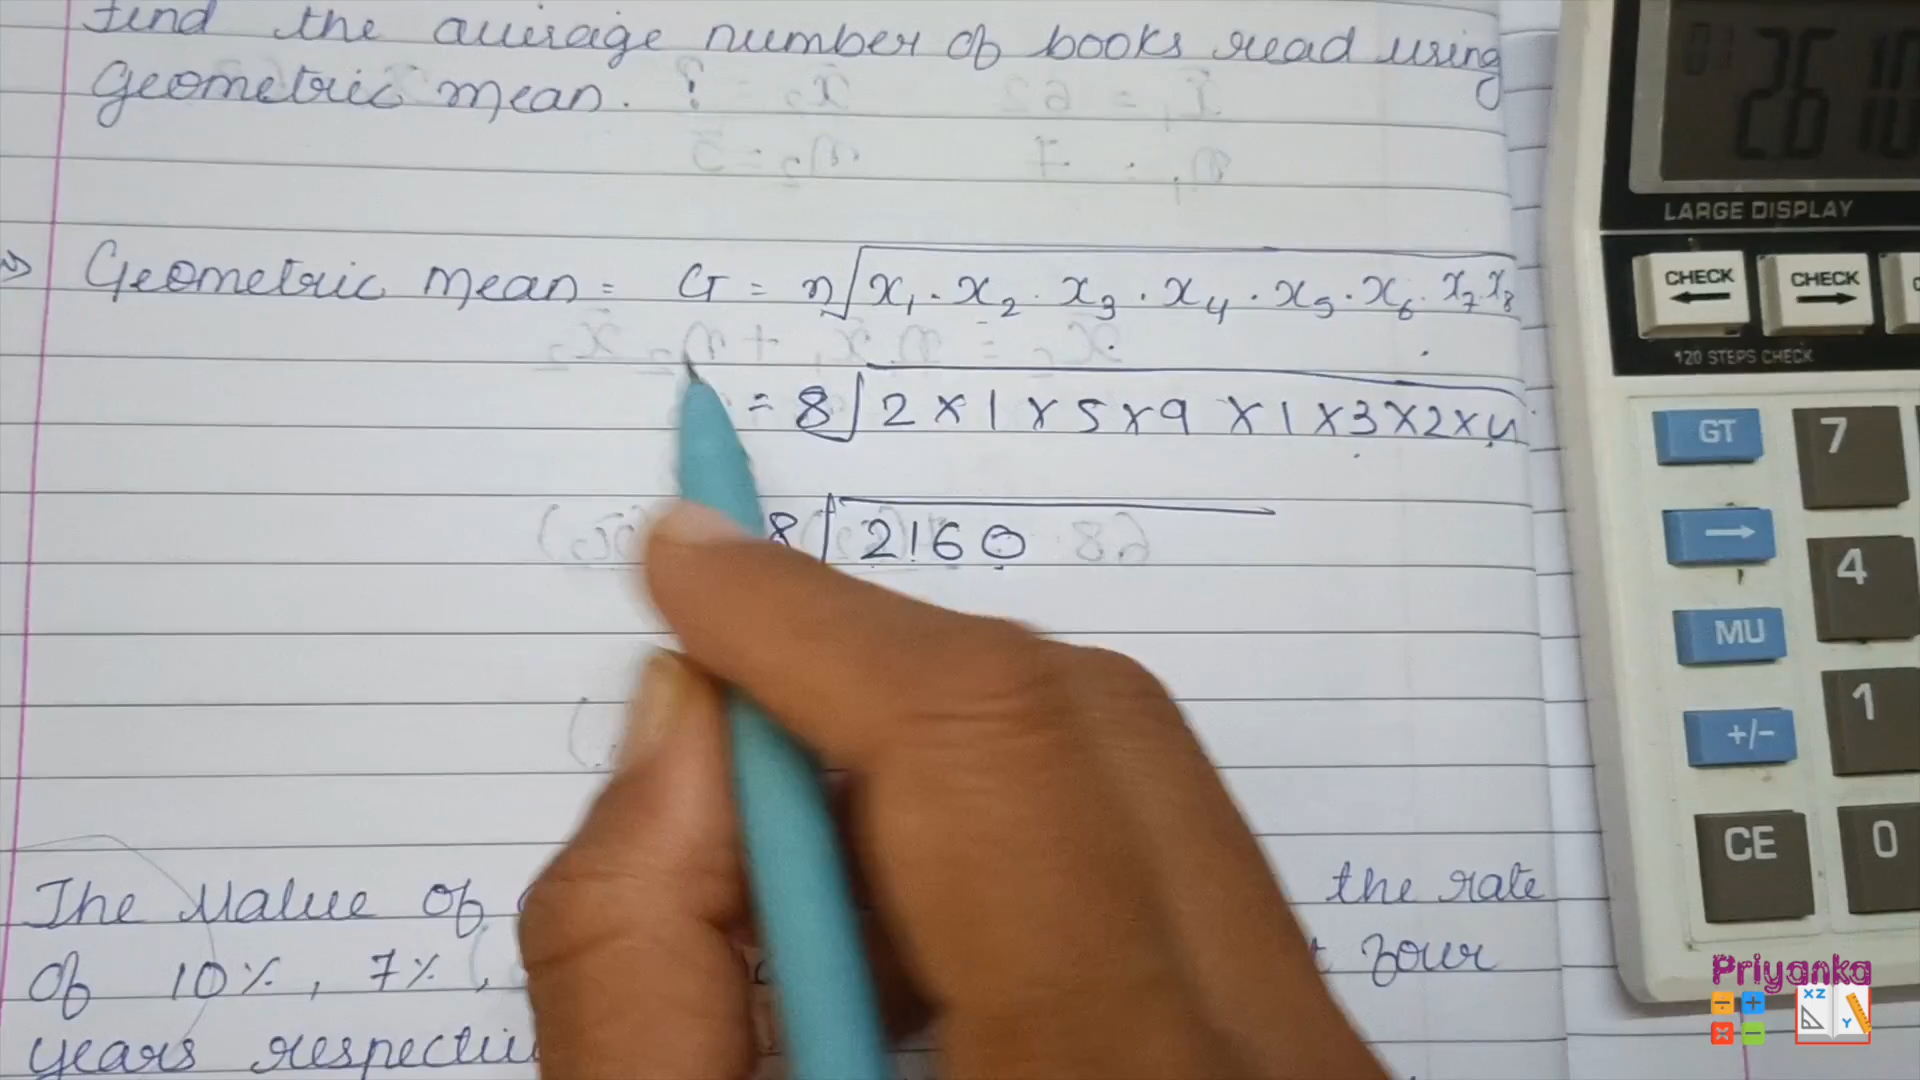 find the average number of books read using
Geometric mean.
Geometric mean = G = n√x₁ . x₂ . x₃ . x₄ . x₅ . x₆ . x₇ x₈
= 8√2 × 1 × 5 × 9 × 1 × 3 × 2 × 4
8√2160
The value of
the rate
of 10%, 7%,
four
years
LARGE DISPLAY
CHECK
CHECK
120 STEPS CHECK
GT
7
→
4
MU
1
+/-
CE
0
Priyanka
XZ
Y